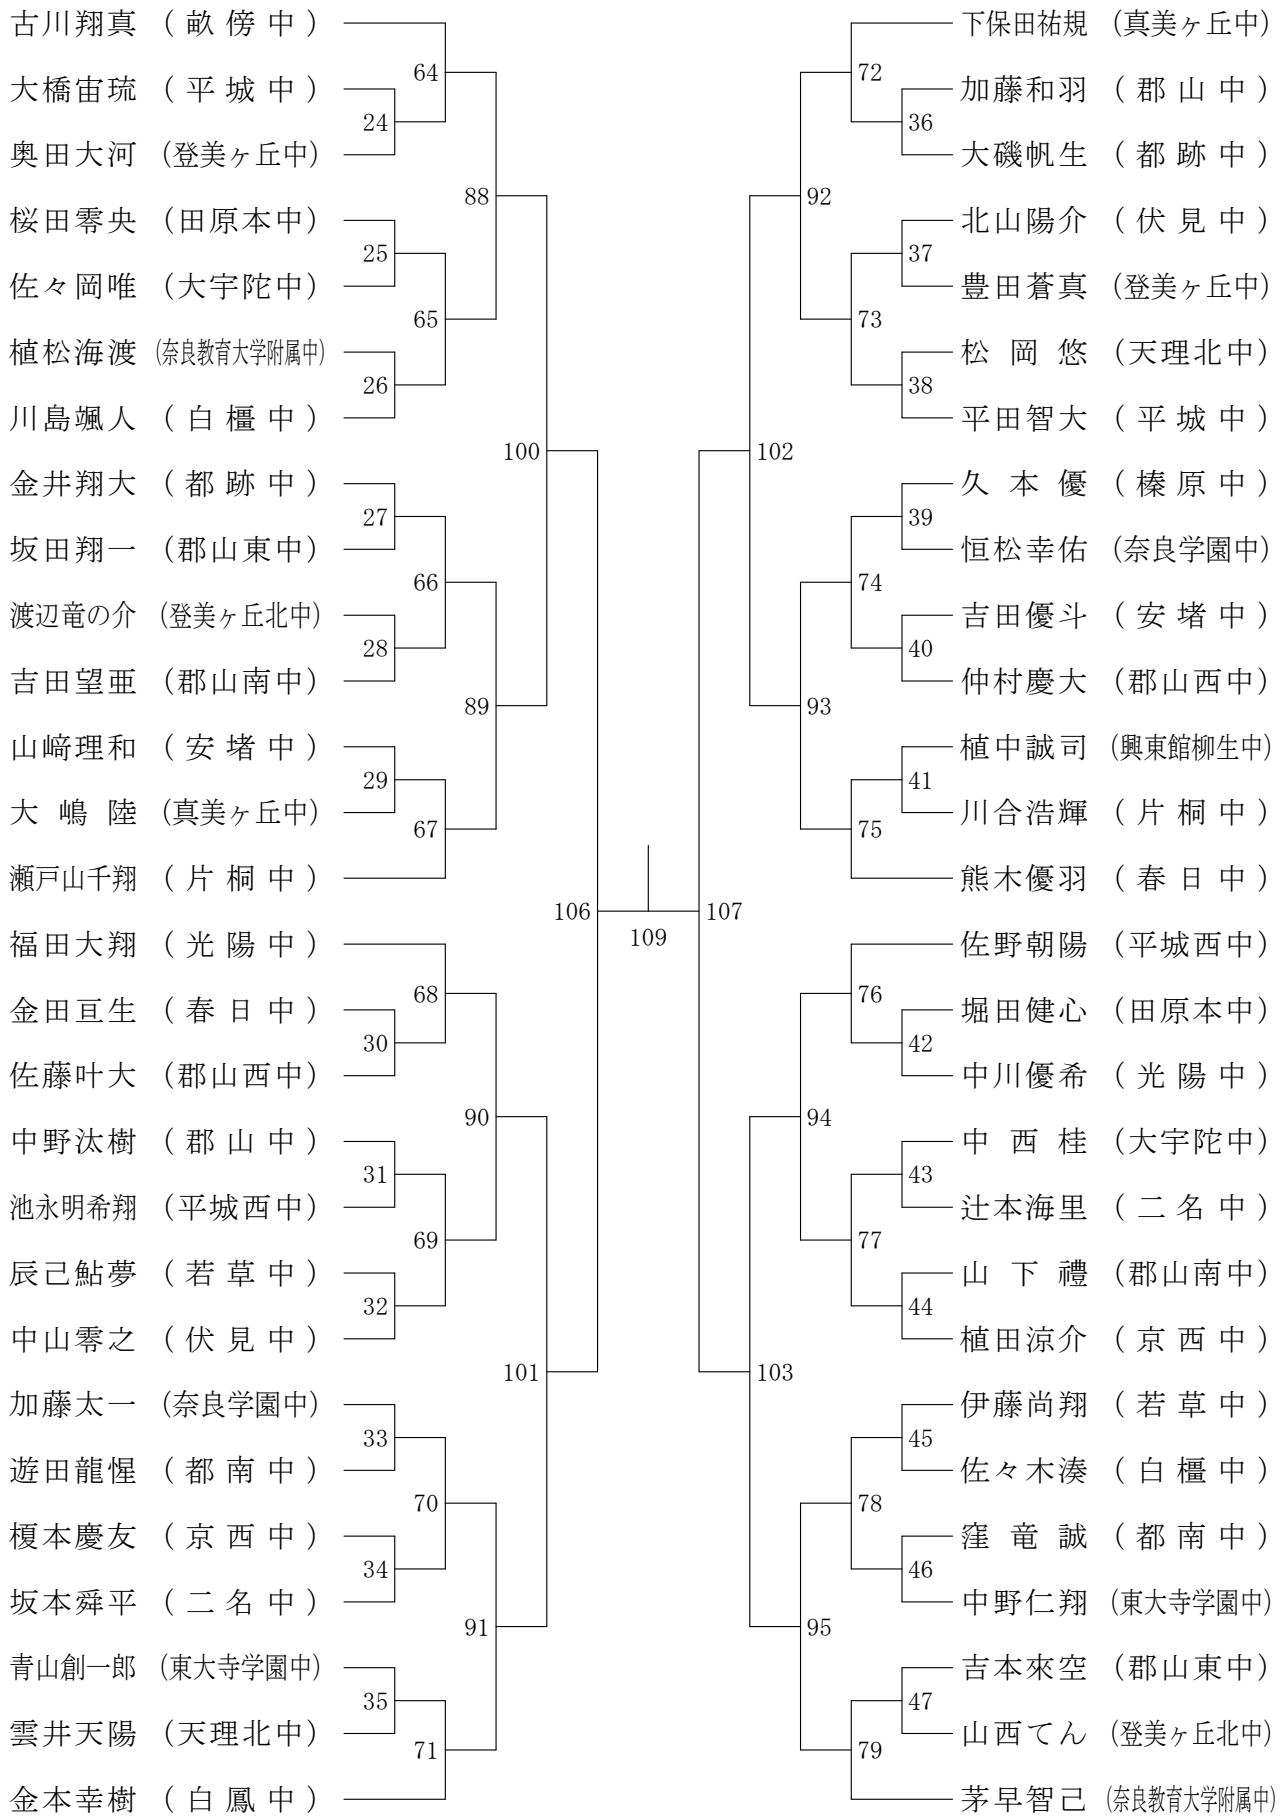 古川翔真 (畝傍中)
大橋宙琉 (平城中)
奥田大河 (登美ヶ丘中)
桜田零央 (田原本中)
佐々岡唯 (大宇陀中)
植松海渡 (奈良教育大学附属中)
川島颯人 (白橿中)
金井翔大 (都跡中)
坂田翔一 (郡山東中)
渡辺竜の介 (登美ヶ丘北中)
吉田望亜 (郡山南中)
山﨑理和 (安堵中)
大嶋陸 (真美ヶ丘中)
瀬戸山千翔 (片桐中)
福田大翔 (光陽中)
金田亘生 (春日中)
佐藤叶大 (郡山西中)
中野汰樹 (郡山中)
池永明希翔 (平城西中)
辰己鮎夢 (若草中)
中山零之 (伏見中)
加藤太一 (奈良学園中)
遊田龍惺 (都南中)
榎本慶友 (京西中)
坂本舜平 (二名中)
青山創一郎 (東大寺学園中)
雲井天陽 (天理北中)
金本幸樹 (白鳳中)
24
25
26
27
28
29
30
31
32
33
34
35
64
65
66
67
68
69
70
71
88
89
90
91
100
101
106
109
107
102
103
92
93
94
95
72
73
74
75
76
77
78
79
36
37
38
39
40
41
42
43
44
45
46
47
下保田祐規 (真美ヶ丘中)
加藤和羽 (郡山中)
大磯帆生 (都跡中)
北山陽介 (伏見中)
豊田蒼真 (登美ヶ丘中)
松岡悠 (天理北中)
平田智大 (平城中)
久本優 (榛原中)
恒松幸佑 (奈良学園中)
吉田優斗 (安堵中)
仲村慶大 (郡山西中)
植中誠司 (興東館柳生中)
川合浩輝 (片桐中)
熊木優羽 (春日中)
佐野朝陽 (平城西中)
堀田健心 (田原本中)
中川優希 (光陽中)
中西桂 (大宇陀中)
辻本海里 (二名中)
山下禮 (郡山南中)
植田涼介 (京西中)
伊藤尚翔 (若草中)
佐々木湊 (白橿中)
窪竜誠 (都南中)
中野仁翔 (東大寺学園中)
吉本來空 (郡山東中)
山西てん (登美ヶ丘北中)
茅早智己 (奈良教育大学附属中)